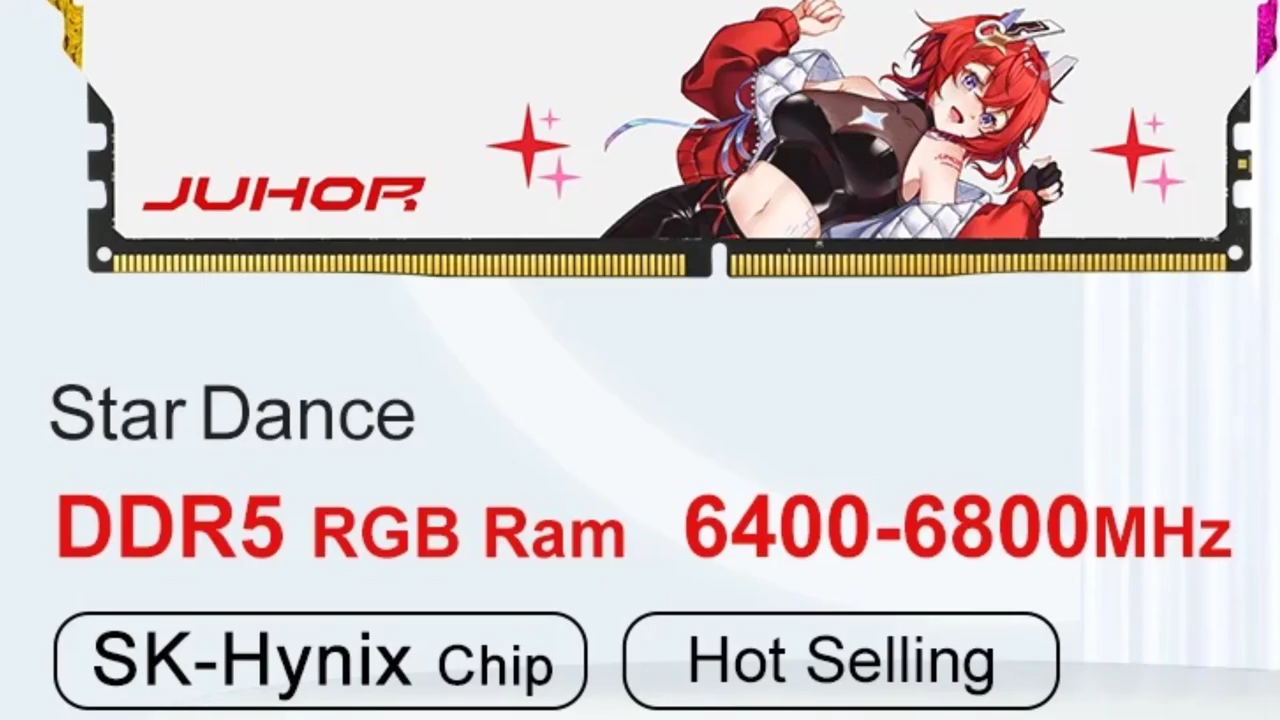 JUHOR
Star Dance
DDR5 RGB Ram 6400-6800MHz
SK-Hynix Chip
Hot Selling